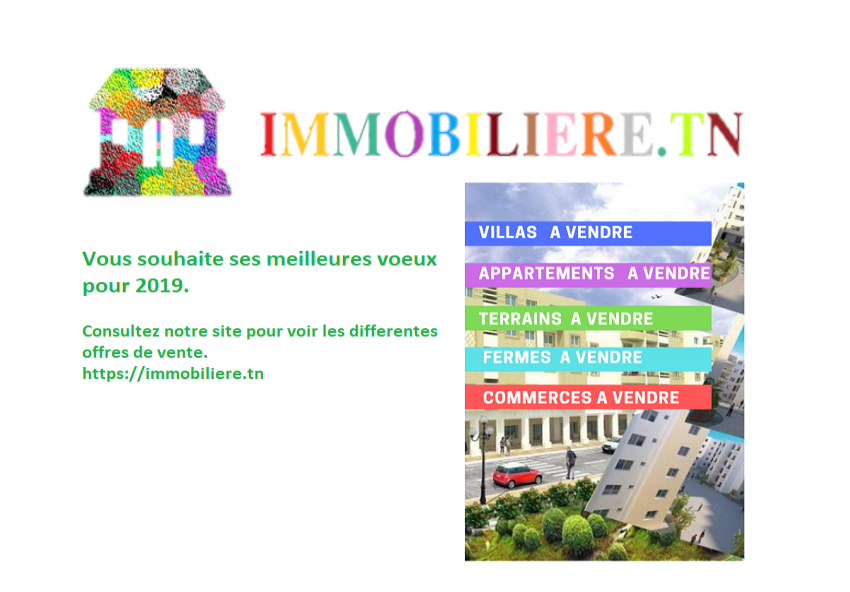 IMMOBILIERE.TN
Vous souhaite ses meilleures voeux
pour 2019.
Consultez notre site pour voir les differentes
offres de vente.
https://immobiliere.tn
VILLAS A VENDRE
APPARTEMENTS A VENDRE
TERRAINS A VENDRE
FERMES A VENDRE
COMMERCES A VENDRE